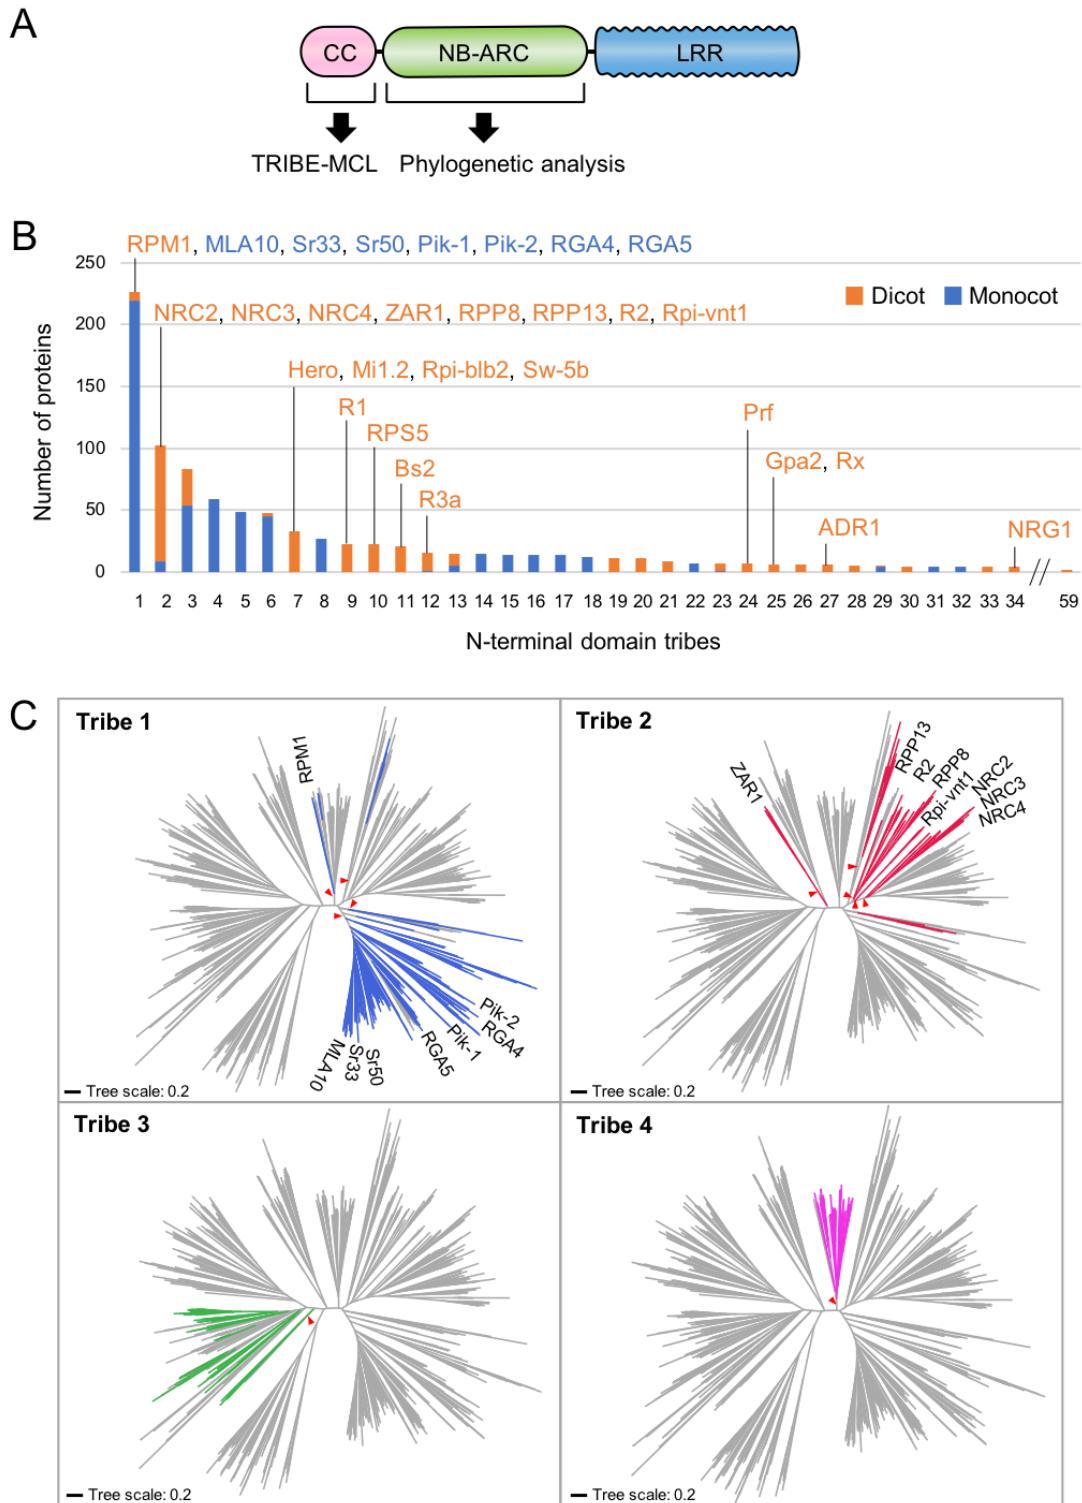 A
CC
NB-ARC
LRR
TRIBE-MCL
Phylogenetic analysis
B
RPM1, MLA10, Sr33, Sr50, Pik-1, Pik-2, RGA4, RGA5
250
Dicot
Monocot
NRC2, NRC3, NRC4, ZAR1, RPP8, RPP13, R2, Rpi-vnt1
200
Hero, Mi1.2, Rpi-blb2, Sw-5b
150
R1
Prf
RPS5
100
Gpa2, Rx
Bs2
R3a
ADR1
NRG1
50
0
Number of proteins
1 2 3 4 5 6 7 8 9 10 11 12 13 14 15 16 17 18 19 20 21 22 23 24 25 26 27 28 29 30 31 32 33 34 // 59
N-terminal domain tribes
C
Tribe 1
RPM1
Pik-2
RGA4
Pik-1
RGA5
Sr50
Sr33
MLA10
Tree scale: 0.2
Tribe 2
ZAR1
RPP13
R2
RPP8
Rpi-vnt1
NRC2
NRC3
NRC4
Tree scale: 0.2
Tribe 3
Tree scale: 0.2
Tribe 4
Tree scale: 0.2